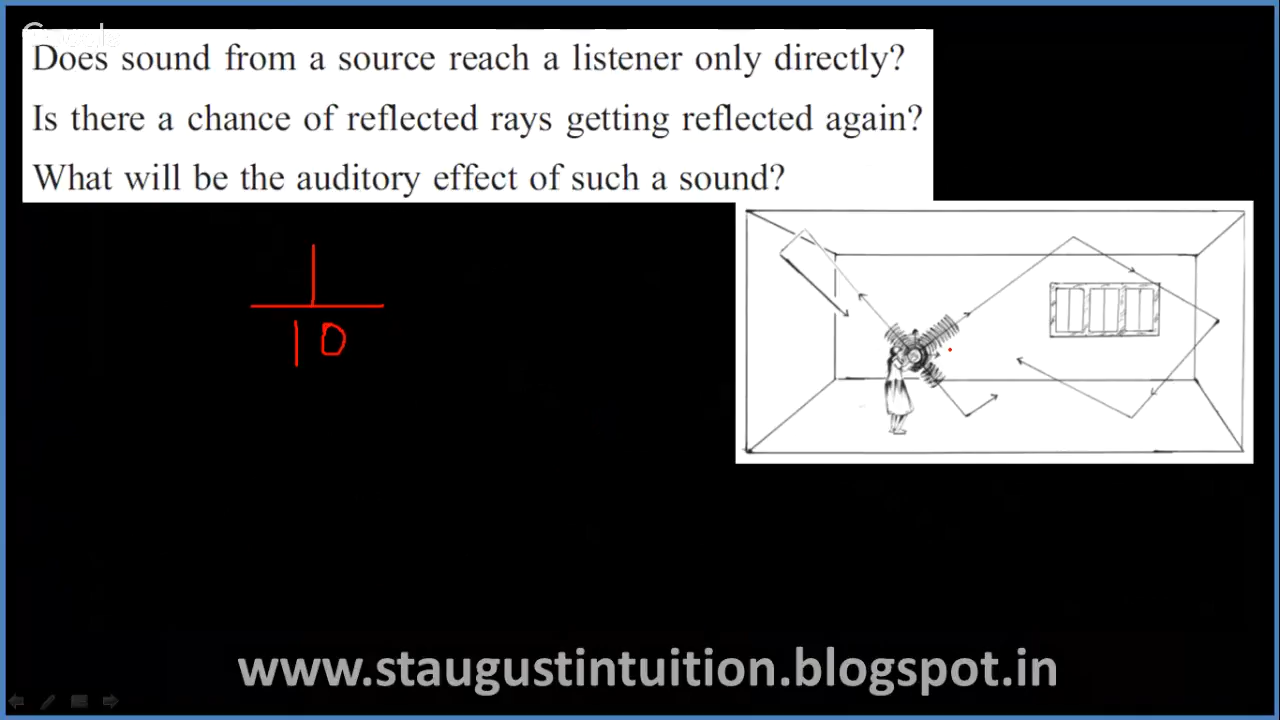 Google
Does sound from a source reach a listener only directly?
Is there a chance of reflected rays getting reflected again?
What will be the auditory effect of such a sound?
1
10
www.staugustintuition.blogspot.in